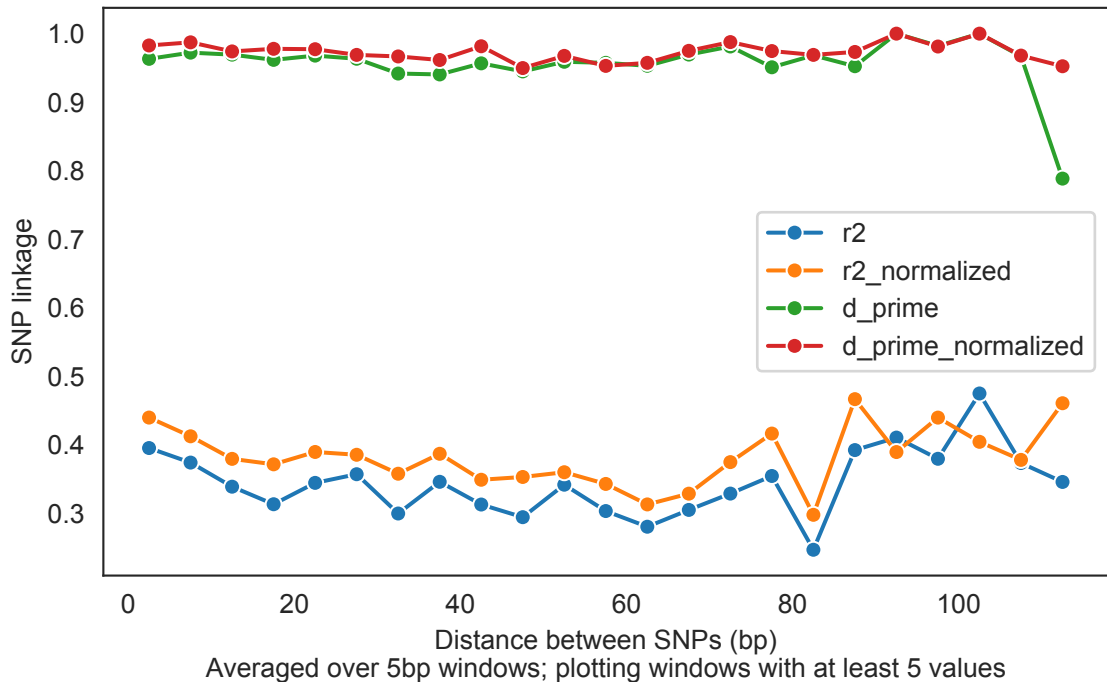 1.0
0.9
0.8
0.7
0.6
0.5
0.4
0.3
SNP linkage
r2
r2_normalized
d_prime
d_prime_normalized
0 20 40 60 80 100
Distance between SNPs (bp)
Averaged over 5bp windows; plotting windows with at least 5 values